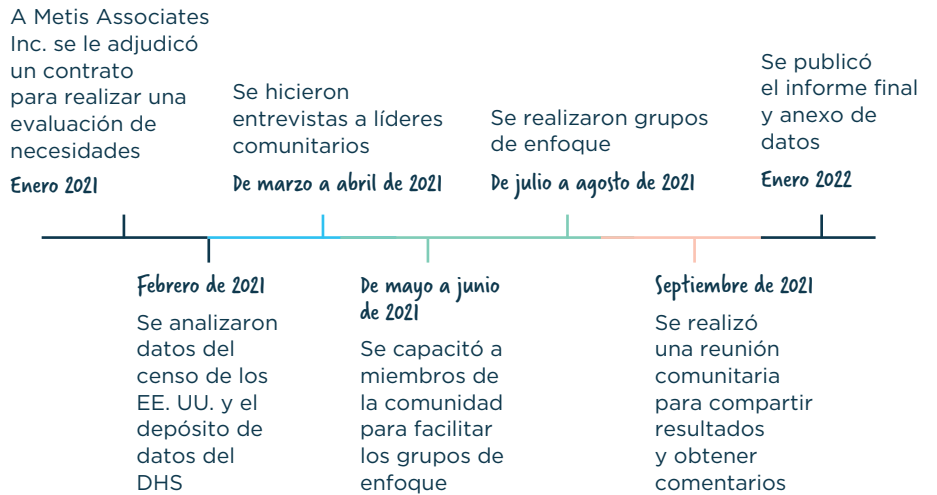 A Metis Associates
Inc. se le adjudicó
un contrato
para realizar una
evaluación de
necesidades
Enero 2021
Se hicieron
entrevistas a líderes
comunitarios
De marzo a abril de 2021
Se realizaron grupos
de enfoque
De julio a agosto de 2021
Se publicó
el informe final
y anexo de
datos
Enero 2022
Febrero de 2021
Se analizaron
datos del
censo de los
EE. UU. y el
depósito de
datos del
DHS
De mayo a junio
de 2021
Se capacitó a
miembros de
la comunidad
para facilitar
los grupos de
enfoque
Septiembre de 2021
Se realizó
una reunión
comunitaria
para compartir
resultados
y obtener
comentarios